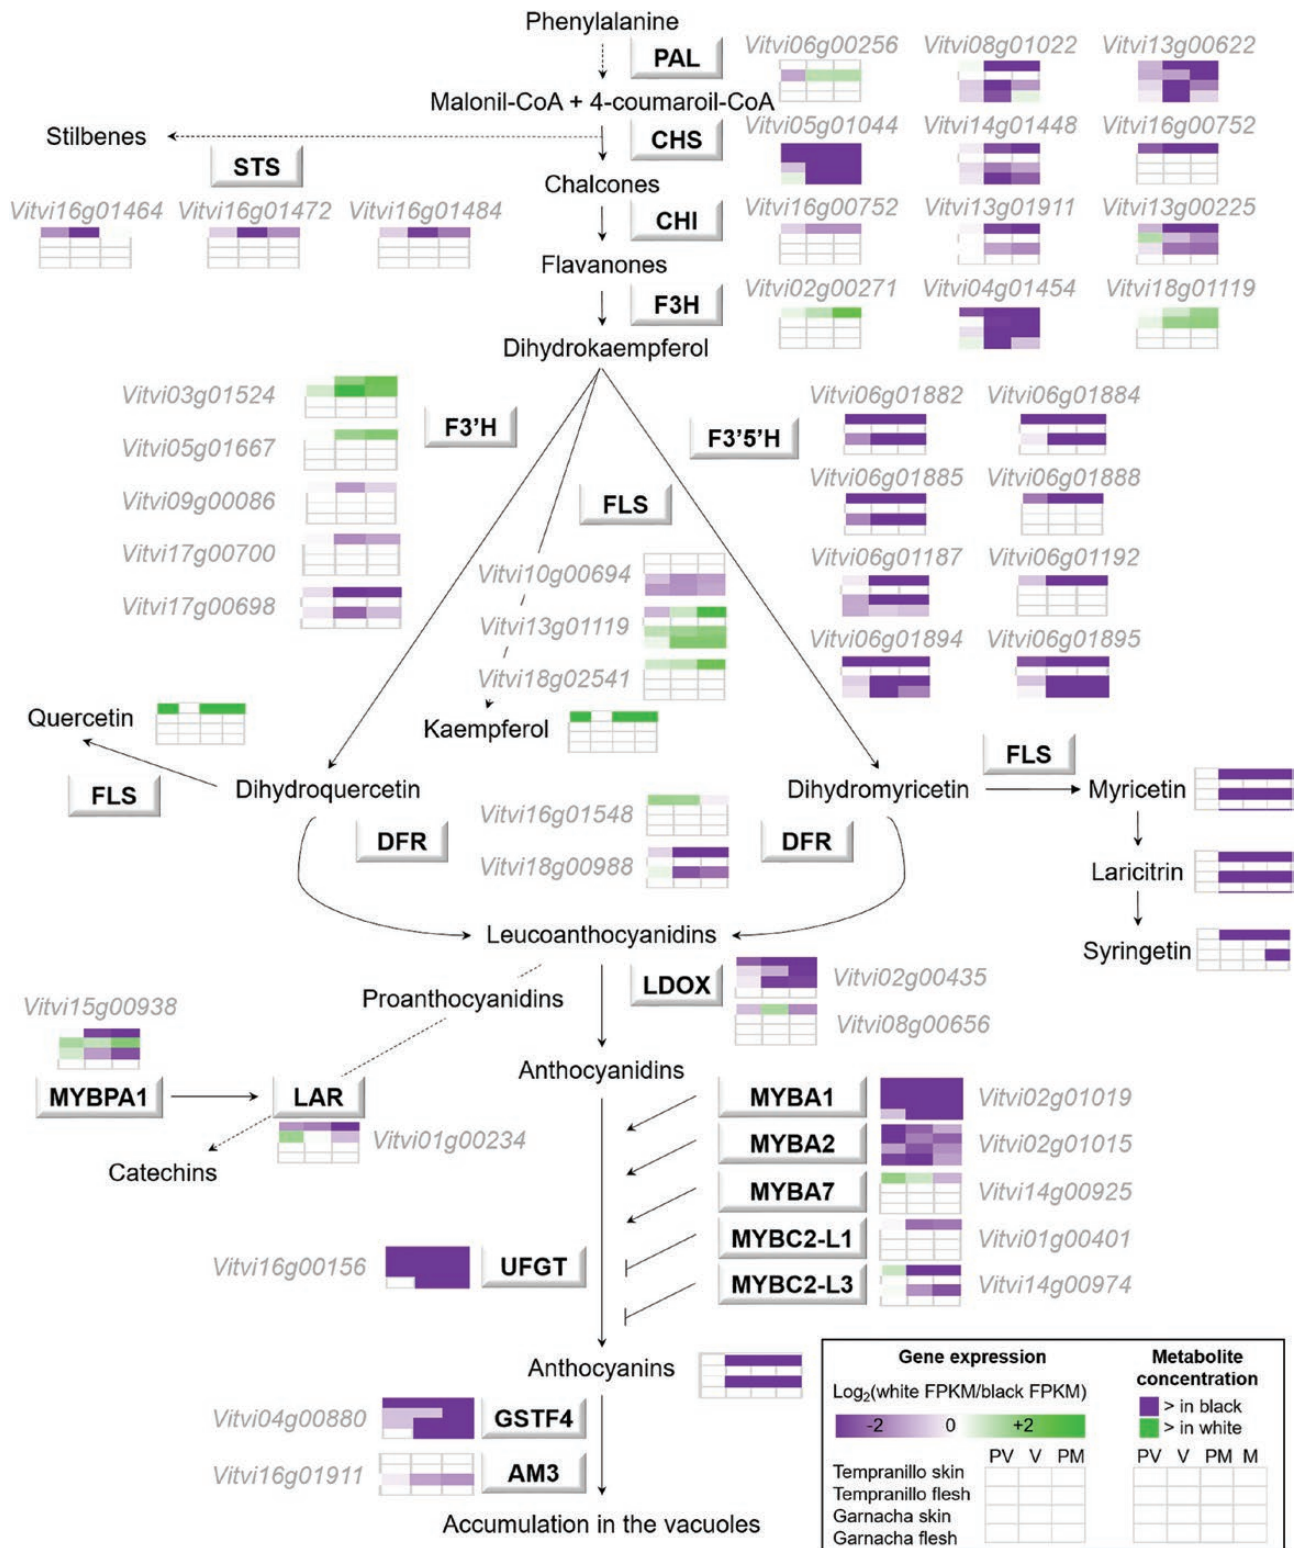 Phenylalanine
PAL
Vitvi06g00256 Vitvi08g01022 Vitvi13g00622
Malonil-CoA + 4-coumaroil-CoA
Stilbenes
STS
CHS
Vitvi05g01044 Vitvi14g01448 Vitvi16g00752
Chalcones
Vitvi16g01464 Vitvi16g01472 Vitvi16g01484
CHI
Vitvi16g00752 Vitvi13g01911 Vitvi13g00225
Flavanones
F3H
Vitvi02g00271 Vitvi04g01454 Vitvi18g01119
Dihydrokaempferol
Vitvi03g01524
Vitvi05g01667
Vitvi09g00086
Vitvi17g00700
Vitvi17g00698
F3'H
FLS
F3'5'H
Vitvi06g01882 Vitvi06g01884
Vitvi06g01885 Vitvi06g01888
Vitvi06g01187 Vitvi06g01192
Vitvi06g01894 Vitvi06g01895
Vitvi10g00694
Vitvi13g01119
Vitvi18g02541
Quercetin
Kaempferol
FLS
FLS
Dihydroquercetin
Dihydromyricetin
Myricetin
Vitvi16g01548
DFR
DFR
Vitvi18g00988
Laricitrin
Leucoanthocyanidins
Syringetin
Proanthocyanidins
LDOX
Vitvi02g00435
Vitvi08g00656
Vitvi15g00938
Anthocyanidins
MYBPA1
LAR
Vitvi01g00234
Catechins
MYBA1
Vitvi02g01019
MYBA2
Vitvi02g01015
MYBA7
Vitvi14g00925
MYBC2-L1
Vitvi01g00401
MYBC2-L3
Vitvi14g00974
Vitvi16g00156
UFGT
Anthocyanins
Vitvi04g00880
GSTF4
Vitvi16g01911
AM3
Accumulation in the vacuoles
Gene expression
Log2(white FPKM/black FPKM)
-2 0 +2
PV V PM
Tempranillo skin
Tempranillo flesh
Garnacha skin
Garnacha flesh
Metabolite
concentration
> in black
> in white
PV V PM M